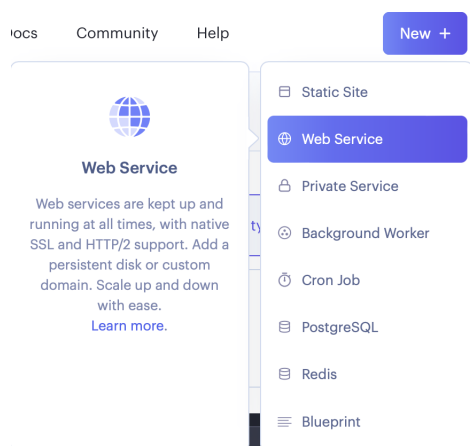 Docs Community Help New +
Web Service
Web services are kept up and
running at all times, with native
SSL and HTTP/2 support. Add a
persistent disk or custom
domain. Scale up and down
with ease.
Learn more.
ty
Static Site
Web Service
Private Service
Background Worker
Cron Job
PostgreSQL
Redis
Blueprint